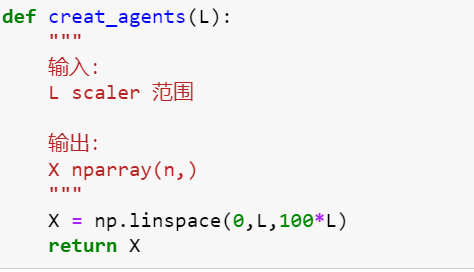 def creat_agents(L):
"""
输入:
L scaler 范围
输出:
X nparray(n,)
"""
X = np.linspace(0,L,100*L)
return X